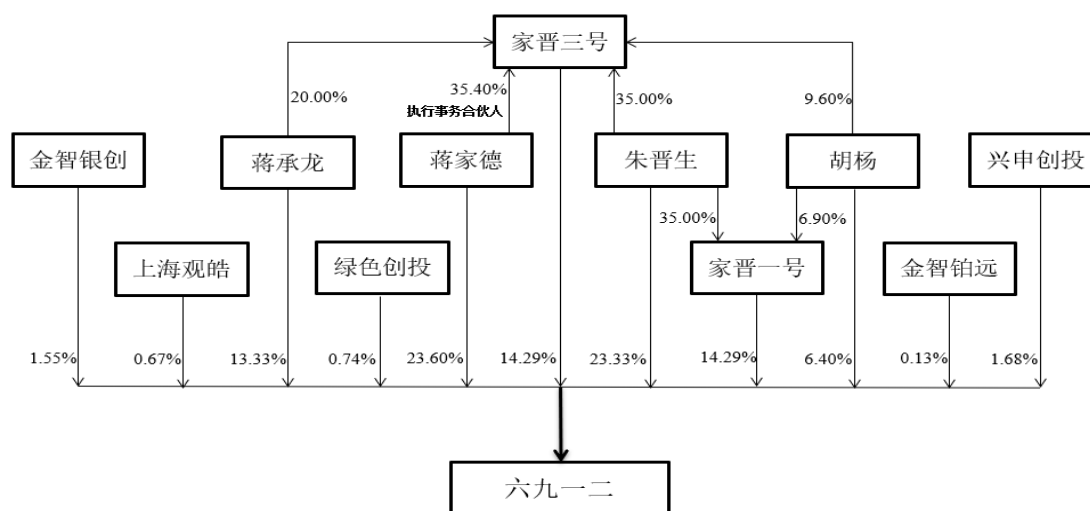 家晋三号
20.00%
35.40%
执行事务合伙人
35.00%
9.60%
金智银创
蒋承龙
蒋家德
朱晋生
胡杨
兴申创投
35.00%
6.90%
上海观皓
绿色创投
家晋一号
金智铂远
1.55%
0.67%
13.33%
0.74%
23.60%
14.29%
23.33%
14.29%
6.40%
0.13%
1.68%
六九一二